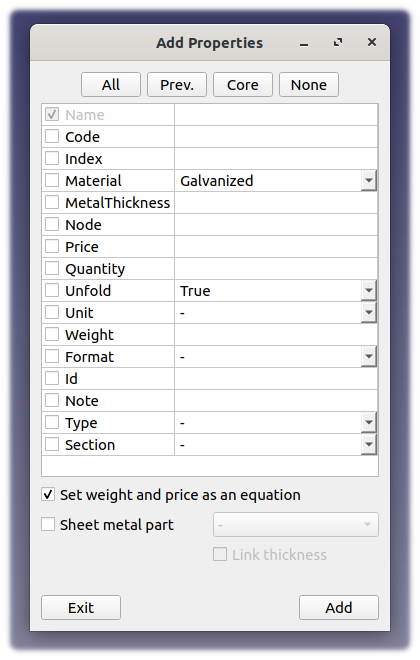 Add Properties
All Prev. Core None
Name
Code
Index
Material Galvanized
MetalThickness
Node
Price
Quantity
Unfold True
Unit -
Weight
Format -
Id
Note
Type -
Section -
Set weight and price as an equation
Sheet metal part -
Link thickness
Exit Add